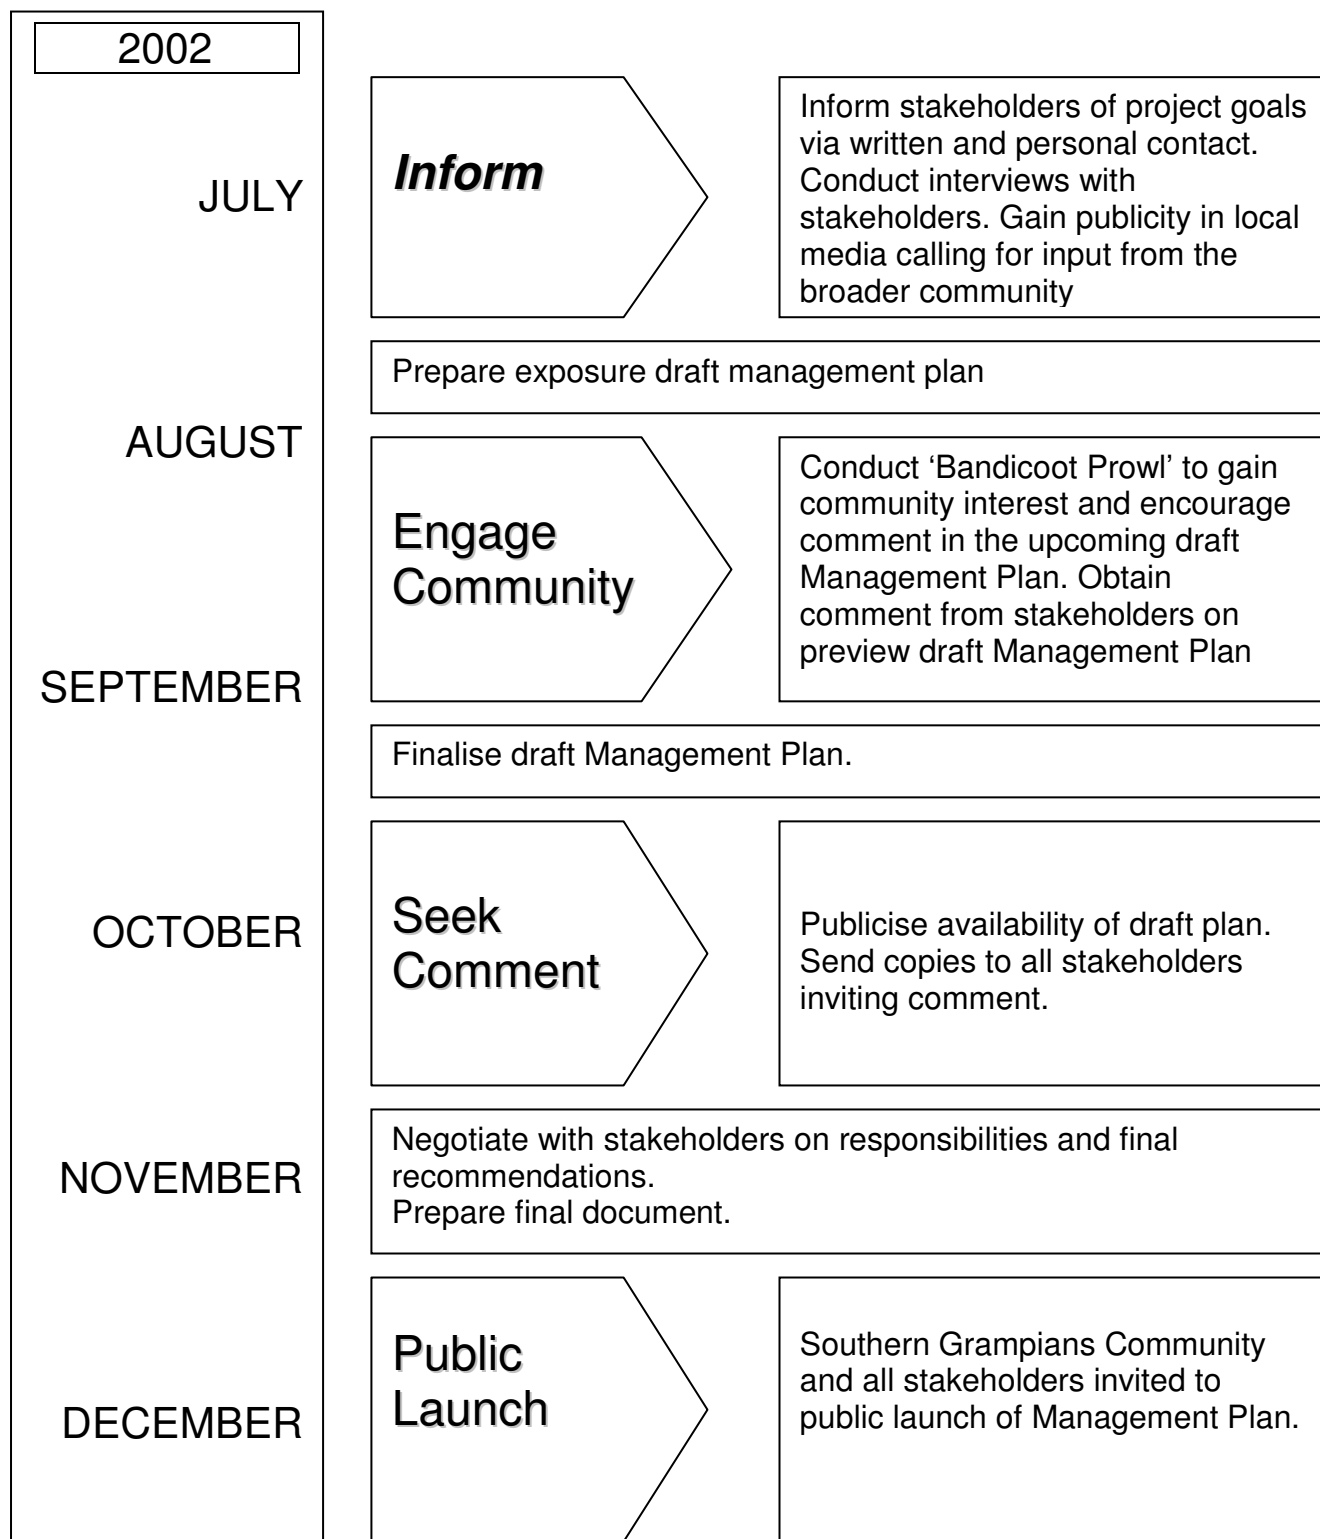 2002
JULY
Inform
Inform stakeholders of project goals
via written and personal contact.
Conduct interviews with
stakeholders. Gain publicity in local
media calling for input from the
broader community
Prepare exposure draft management plan
AUGUST
Engage
Community
Conduct ‘Bandicoot Prowl’ to gain
community interest and encourage
comment in the upcoming draft
Management Plan. Obtain
comment from stakeholders on
preview draft Management Plan
SEPTEMBER
Finalise draft Management Plan.
OCTOBER
Seek
Comment
Publicise availability of draft plan.
Send copies to all stakeholders
inviting comment.
NOVEMBER
Negotiate with stakeholders on responsibilities and final
recommendations.
Prepare final document.
DECEMBER
Public
Launch
Southern Grampians Community
and all stakeholders invited to
public launch of Management Plan.